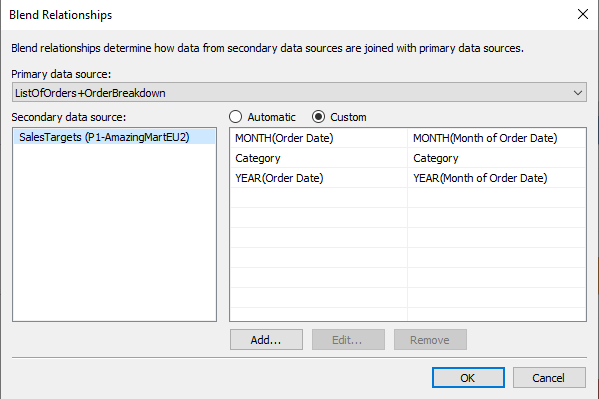 Blend Relationships
Blend relationships determine how data from secondary data sources are joined with primary data sources.
Primary data source:
ListOfOrders+OrderBreakdown
Secondary data source:
Automatic
Custom
SalesTargets (P1-AmazingMartEU2)
MONTH(Order Date) MONTH(Month of Order Date)
Category Category
YEAR(Order Date) YEAR(Month of Order Date)
Add... Edit... Remove
OK Cancel